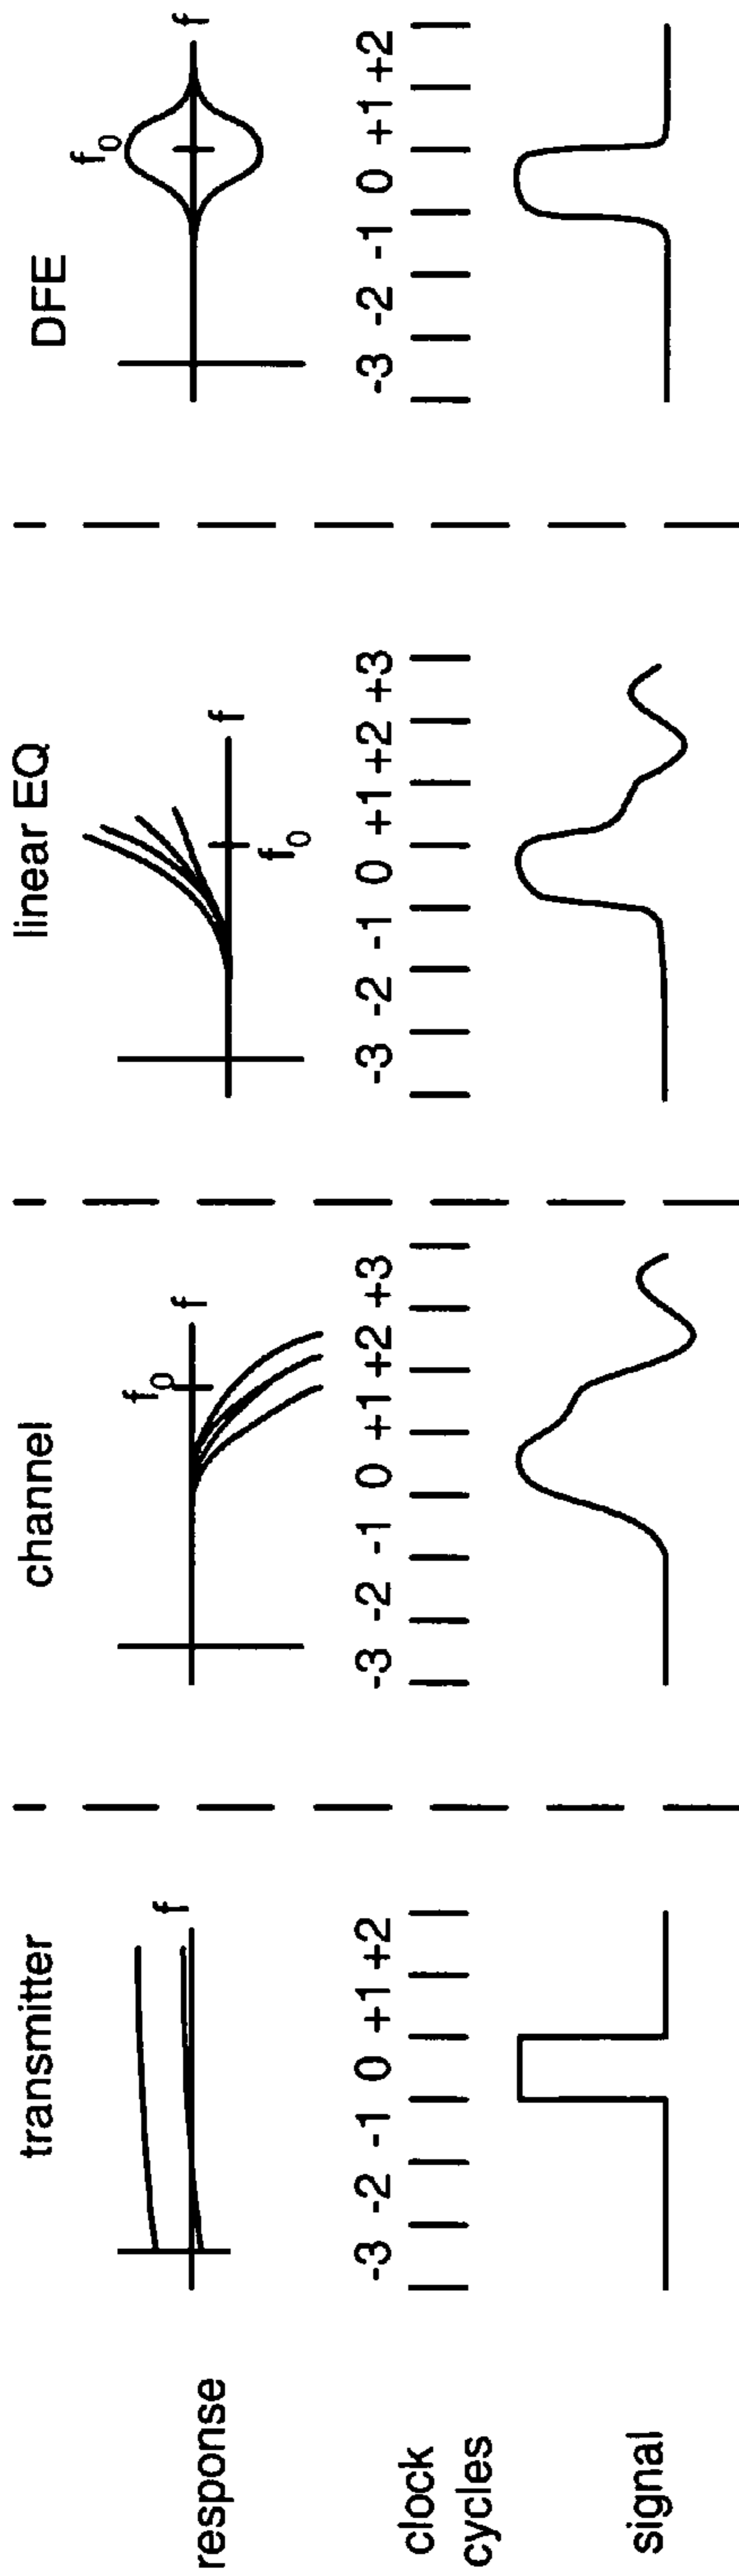 transmitter channel linear EQ DFE
response f f₀ f f₀ f f₀ f
clock cycles -3 -2 -1 0 +1 +2 -3 -2 -1 0 +1 +2 +3 -3 -2 -1 0 +1 +2 +3 -3 -2 -1 0 +1 +2
signal